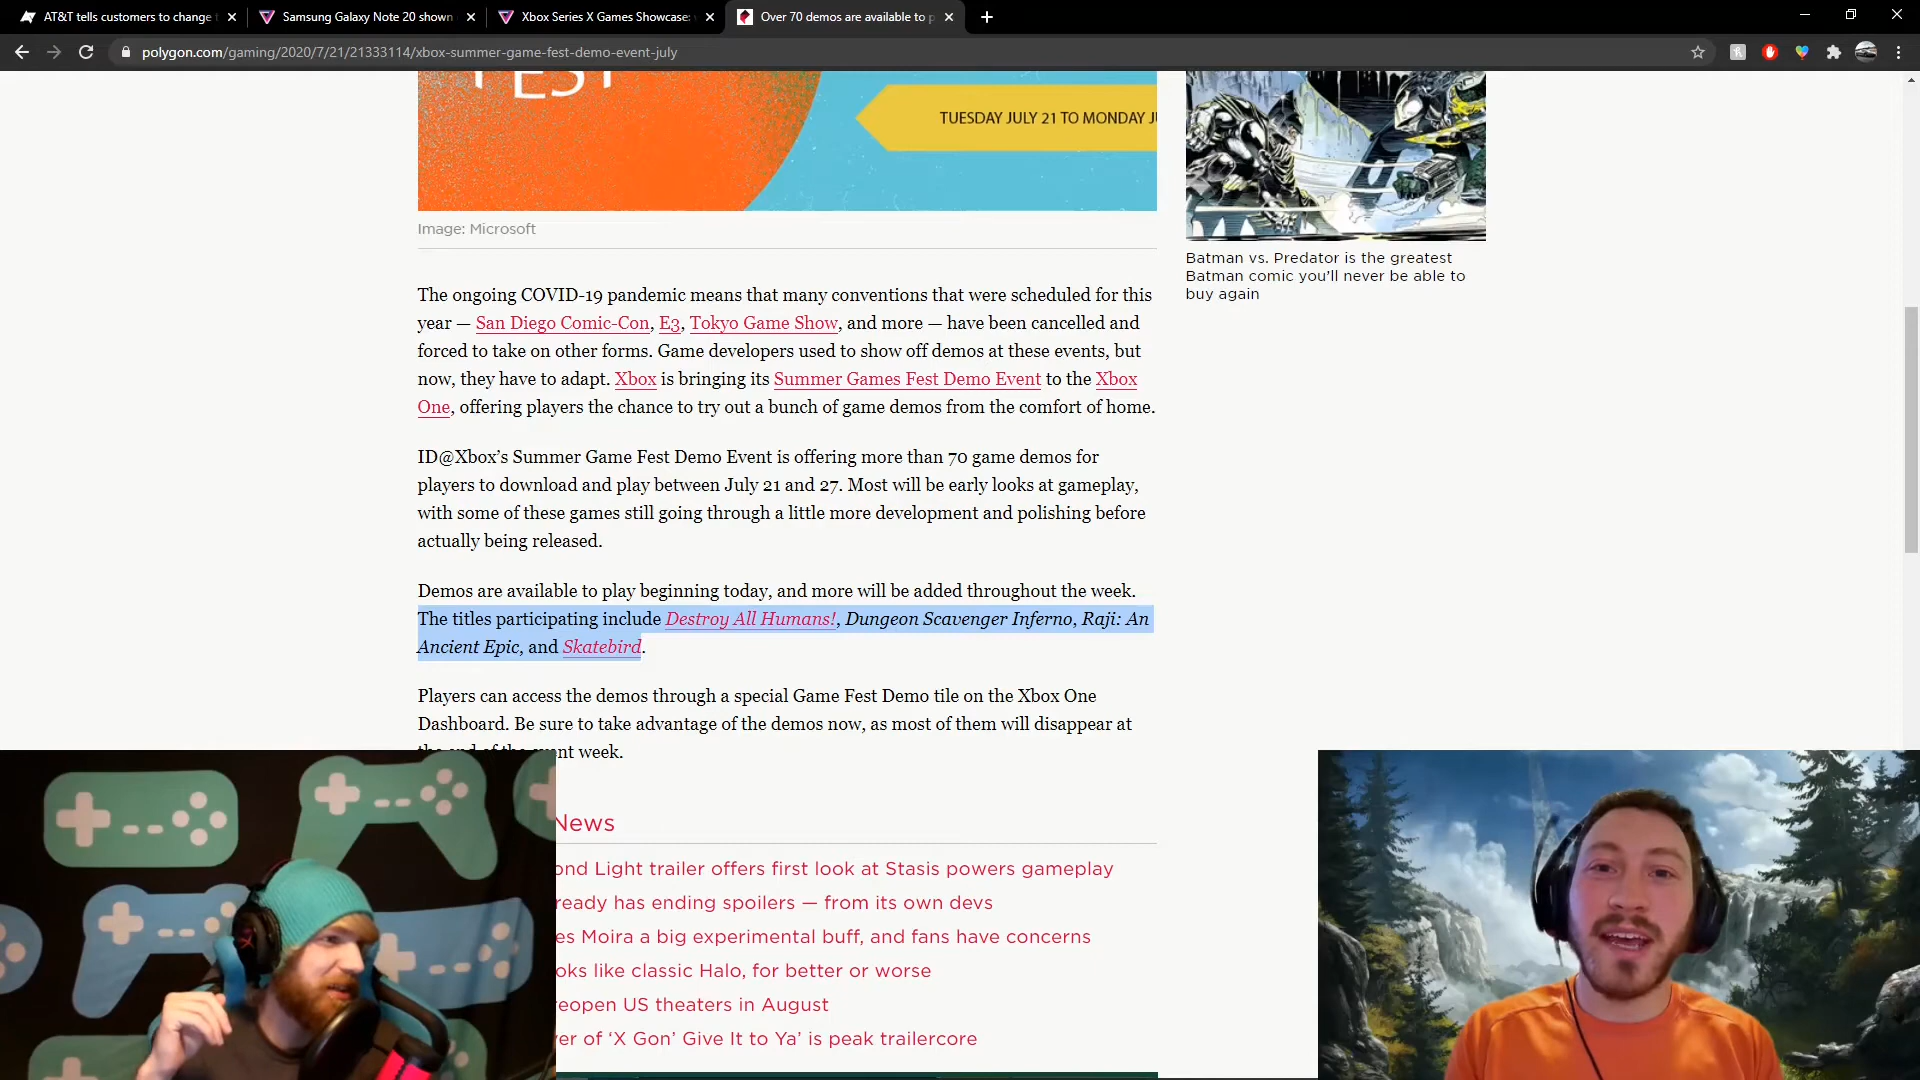 AT&T tells customers to change
Samsung Galaxy Note 20 shown
Xbox Series X Games Showcase:
Over 70 demos are available to p
polygon.com/gaming/2020/7/21/21333114/xbox-summer-game-fest-demo-event-july
FEST
TUESDAY JULY 21 TO MONDAY JU
Image: Microsoft
Batman vs. Predator is the greatest
Batman comic you'll never be able to
buy again
The ongoing COVID-19 pandemic means that many conventions that were scheduled for this
year — San Diego Comic-Con, E3, Tokyo Game Show, and more — have been cancelled and
forced to take on other forms. Game developers used to show off demos at these events, but
now, they have to adapt. Xbox is bringing its Summer Games Fest Demo Event to the Xbox
One, offering players the chance to try out a bunch of game demos from the comfort of home.
ID@Xbox's Summer Game Fest Demo Event is offering more than 70 game demos for
players to download and play between July 21 and 27. Most will be early looks at gameplay,
with some of these games still going through a little more development and polishing before
actually being released.
Demos are available to play beginning today, and more will be added throughout the week.
The titles participating include Destroy All Humans!, Dungeon Scavenger Inferno, Raji: An
Ancient Epic, and Skatebird.
Players can access the demos through a special Game Fest Demo tile on the Xbox One
Dashboard. Be sure to take advantage of the demos now, as most of them will disappear at
the end of the event week.
News
ond Light trailer offers first look at Stasis powers gameplay
ready has ending spoilers — from its own devs
es Moira a big experimental buff, and fans have concerns
oks like classic Halo, for better or worse
reopen US theaters in August
ver of 'X Gon' Give It to Ya' is peak trailercore